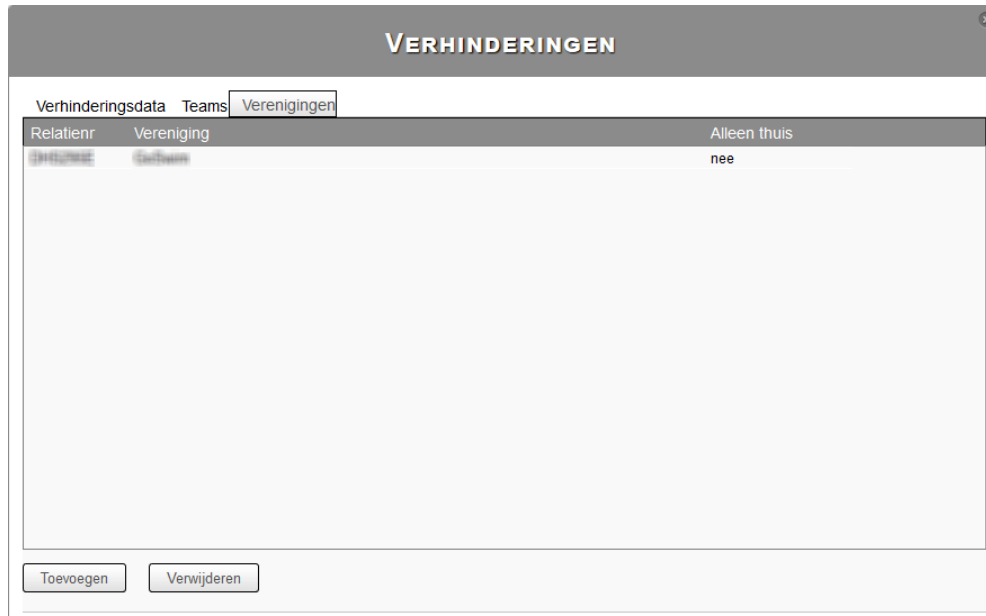 VERHINDERINGEN
Verhinderingsdata Teams Verenigingen
Relatienr Vereniging Alleen thuis
nee
Toevoegen Verwijderen